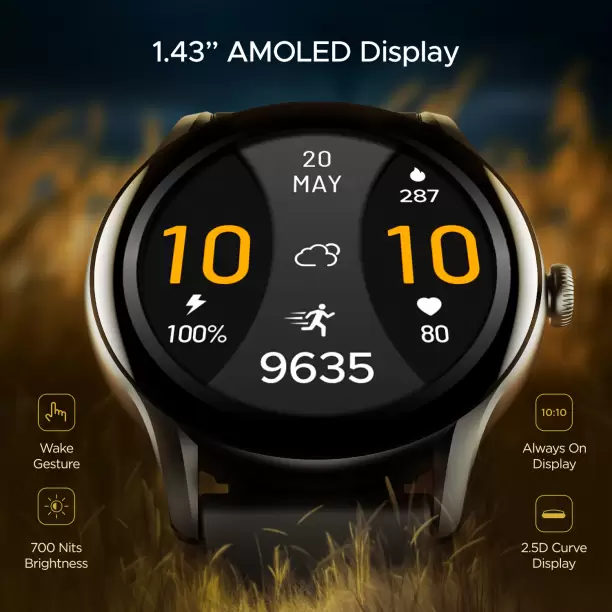 1.43” AMOLED Display
20
MAY
287
10
10
100%
80
9635
Wake
Gesture
10:10
Always On
Display
700 Nits
Brightness
2.5D Curve
Display